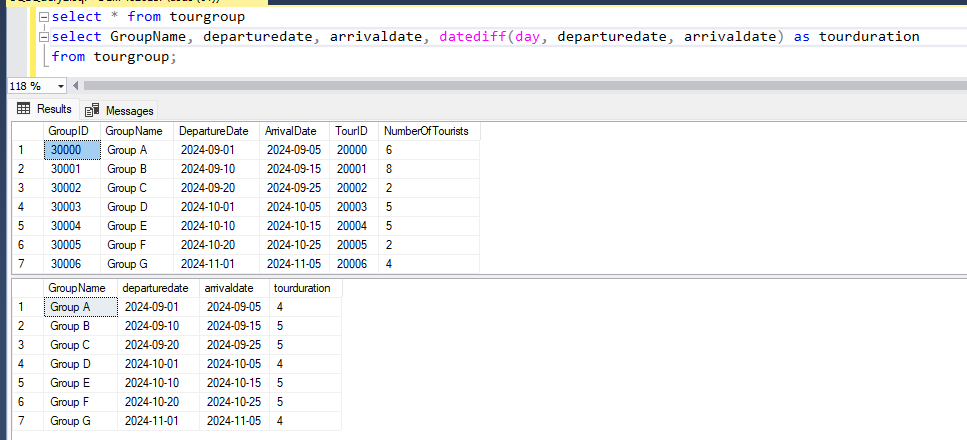 select * from tourgroup
select GroupName, departuredate, arrivaldate, datediff(day, departuredate, arrivaldate) as tourduration
from tourgroup;
118 %
Results Messages
GroupID GroupName DepartureDate ArrivalDate TourID NumberOfTourists
1 30000 Group A 2024-09-01 2024-09-05 20000 6
2 30001 Group B 2024-09-10 2024-09-15 20001 8
3 30002 Group C 2024-09-20 2024-09-25 20002 2
4 30003 Group D 2024-10-01 2024-10-05 20003 5
5 30004 Group E 2024-10-10 2024-10-15 20004 5
6 30005 Group F 2024-10-20 2024-10-25 20005 2
7 30006 Group G 2024-11-01 2024-11-05 20006 4
GroupName departuredate arrivaldate tourduration
1 Group A 2024-09-01 2024-09-05 4
2 Group B 2024-09-10 2024-09-15 5
3 Group C 2024-09-20 2024-09-25 5
4 Group D 2024-10-01 2024-10-05 4
5 Group E 2024-10-10 2024-10-15 5
6 Group F 2024-10-20 2024-10-25 5
7 Group G 2024-11-01 2024-11-05 4